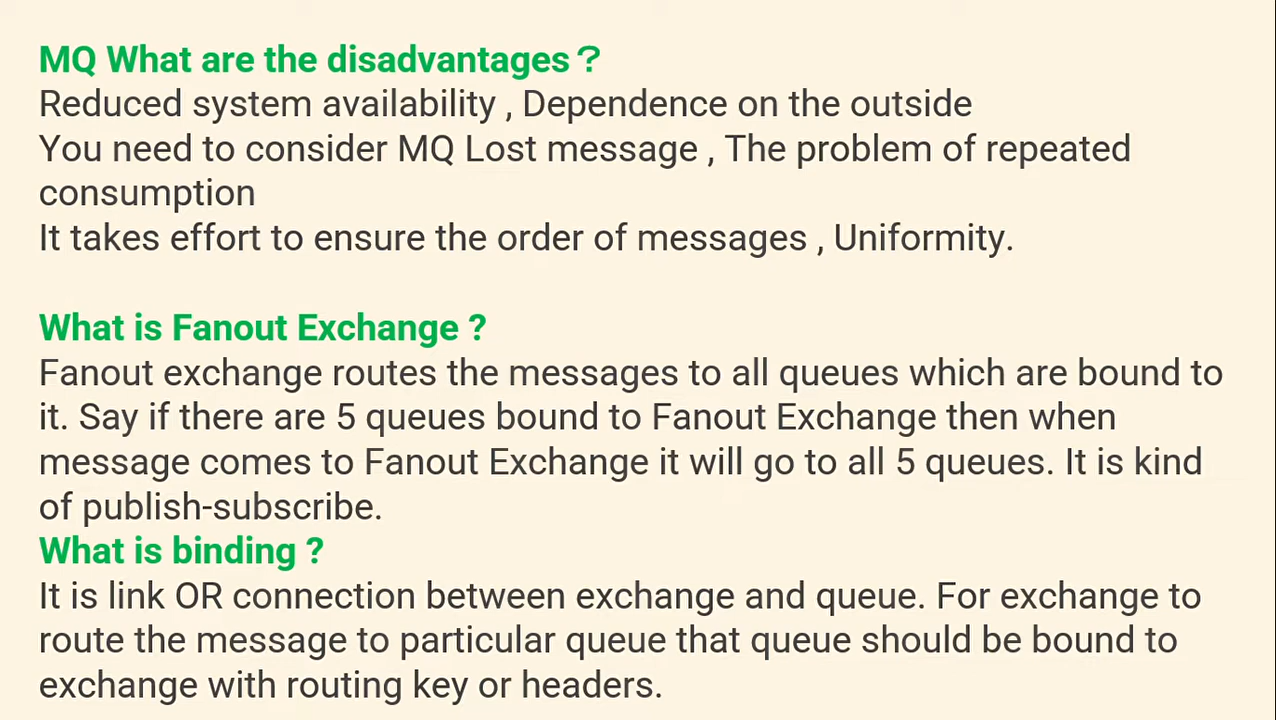 MQ What are the disadvantages？
Reduced system availability , Dependence on the outside
You need to consider MQ Lost message , The problem of repeated
consumption
It takes effort to ensure the order of messages , Uniformity.
What is Fanout Exchange ?
Fanout exchange routes the messages to all queues which are bound to
it. Say if there are 5 queues bound to Fanout Exchange then when
message comes to Fanout Exchange it will go to all 5 queues. It is kind
of publish-subscribe.
What is binding ?
It is link OR connection between exchange and queue. For exchange to
route the message to particular queue that queue should be bound to
exchange with routing key or headers.